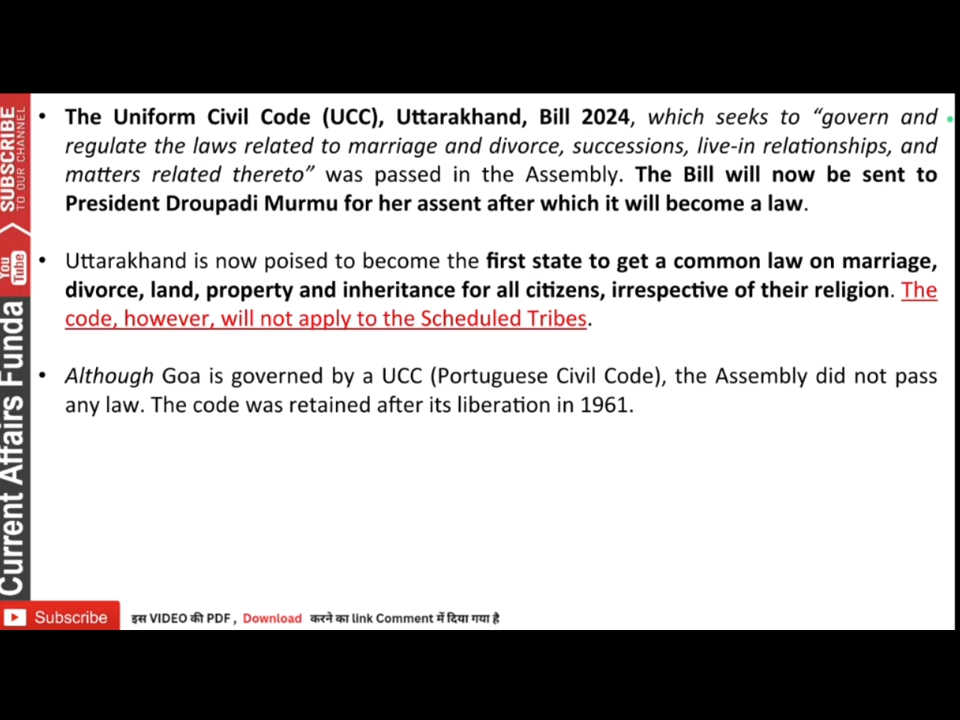 • The Uniform Civil Code (UCC), Uttarakhand, Bill 2024, which seeks to “govern and
regulate the laws related to marriage and divorce, successions, live-in relationships, and
matters related thereto” was passed in the Assembly. The Bill will now be sent to
President Droupadi Murmu for her assent after which it will become a law.
• Uttarakhand is now poised to become the first state to get a common law on marriage,
divorce, land, property and inheritance for all citizens, irrespective of their religion. The
code, however, will not apply to the Scheduled Tribes.
• Although Goa is governed by a UCC (Portuguese Civil Code), the Assembly did not pass
any law. The code was retained after its liberation in 1961.
SUBSCRIBE
TO OUR CHANNEL
You
Tube
Current Affairs Funda
Subscribe
इस VIDEO की PDF , Download करने का link Comment में दिया गया है